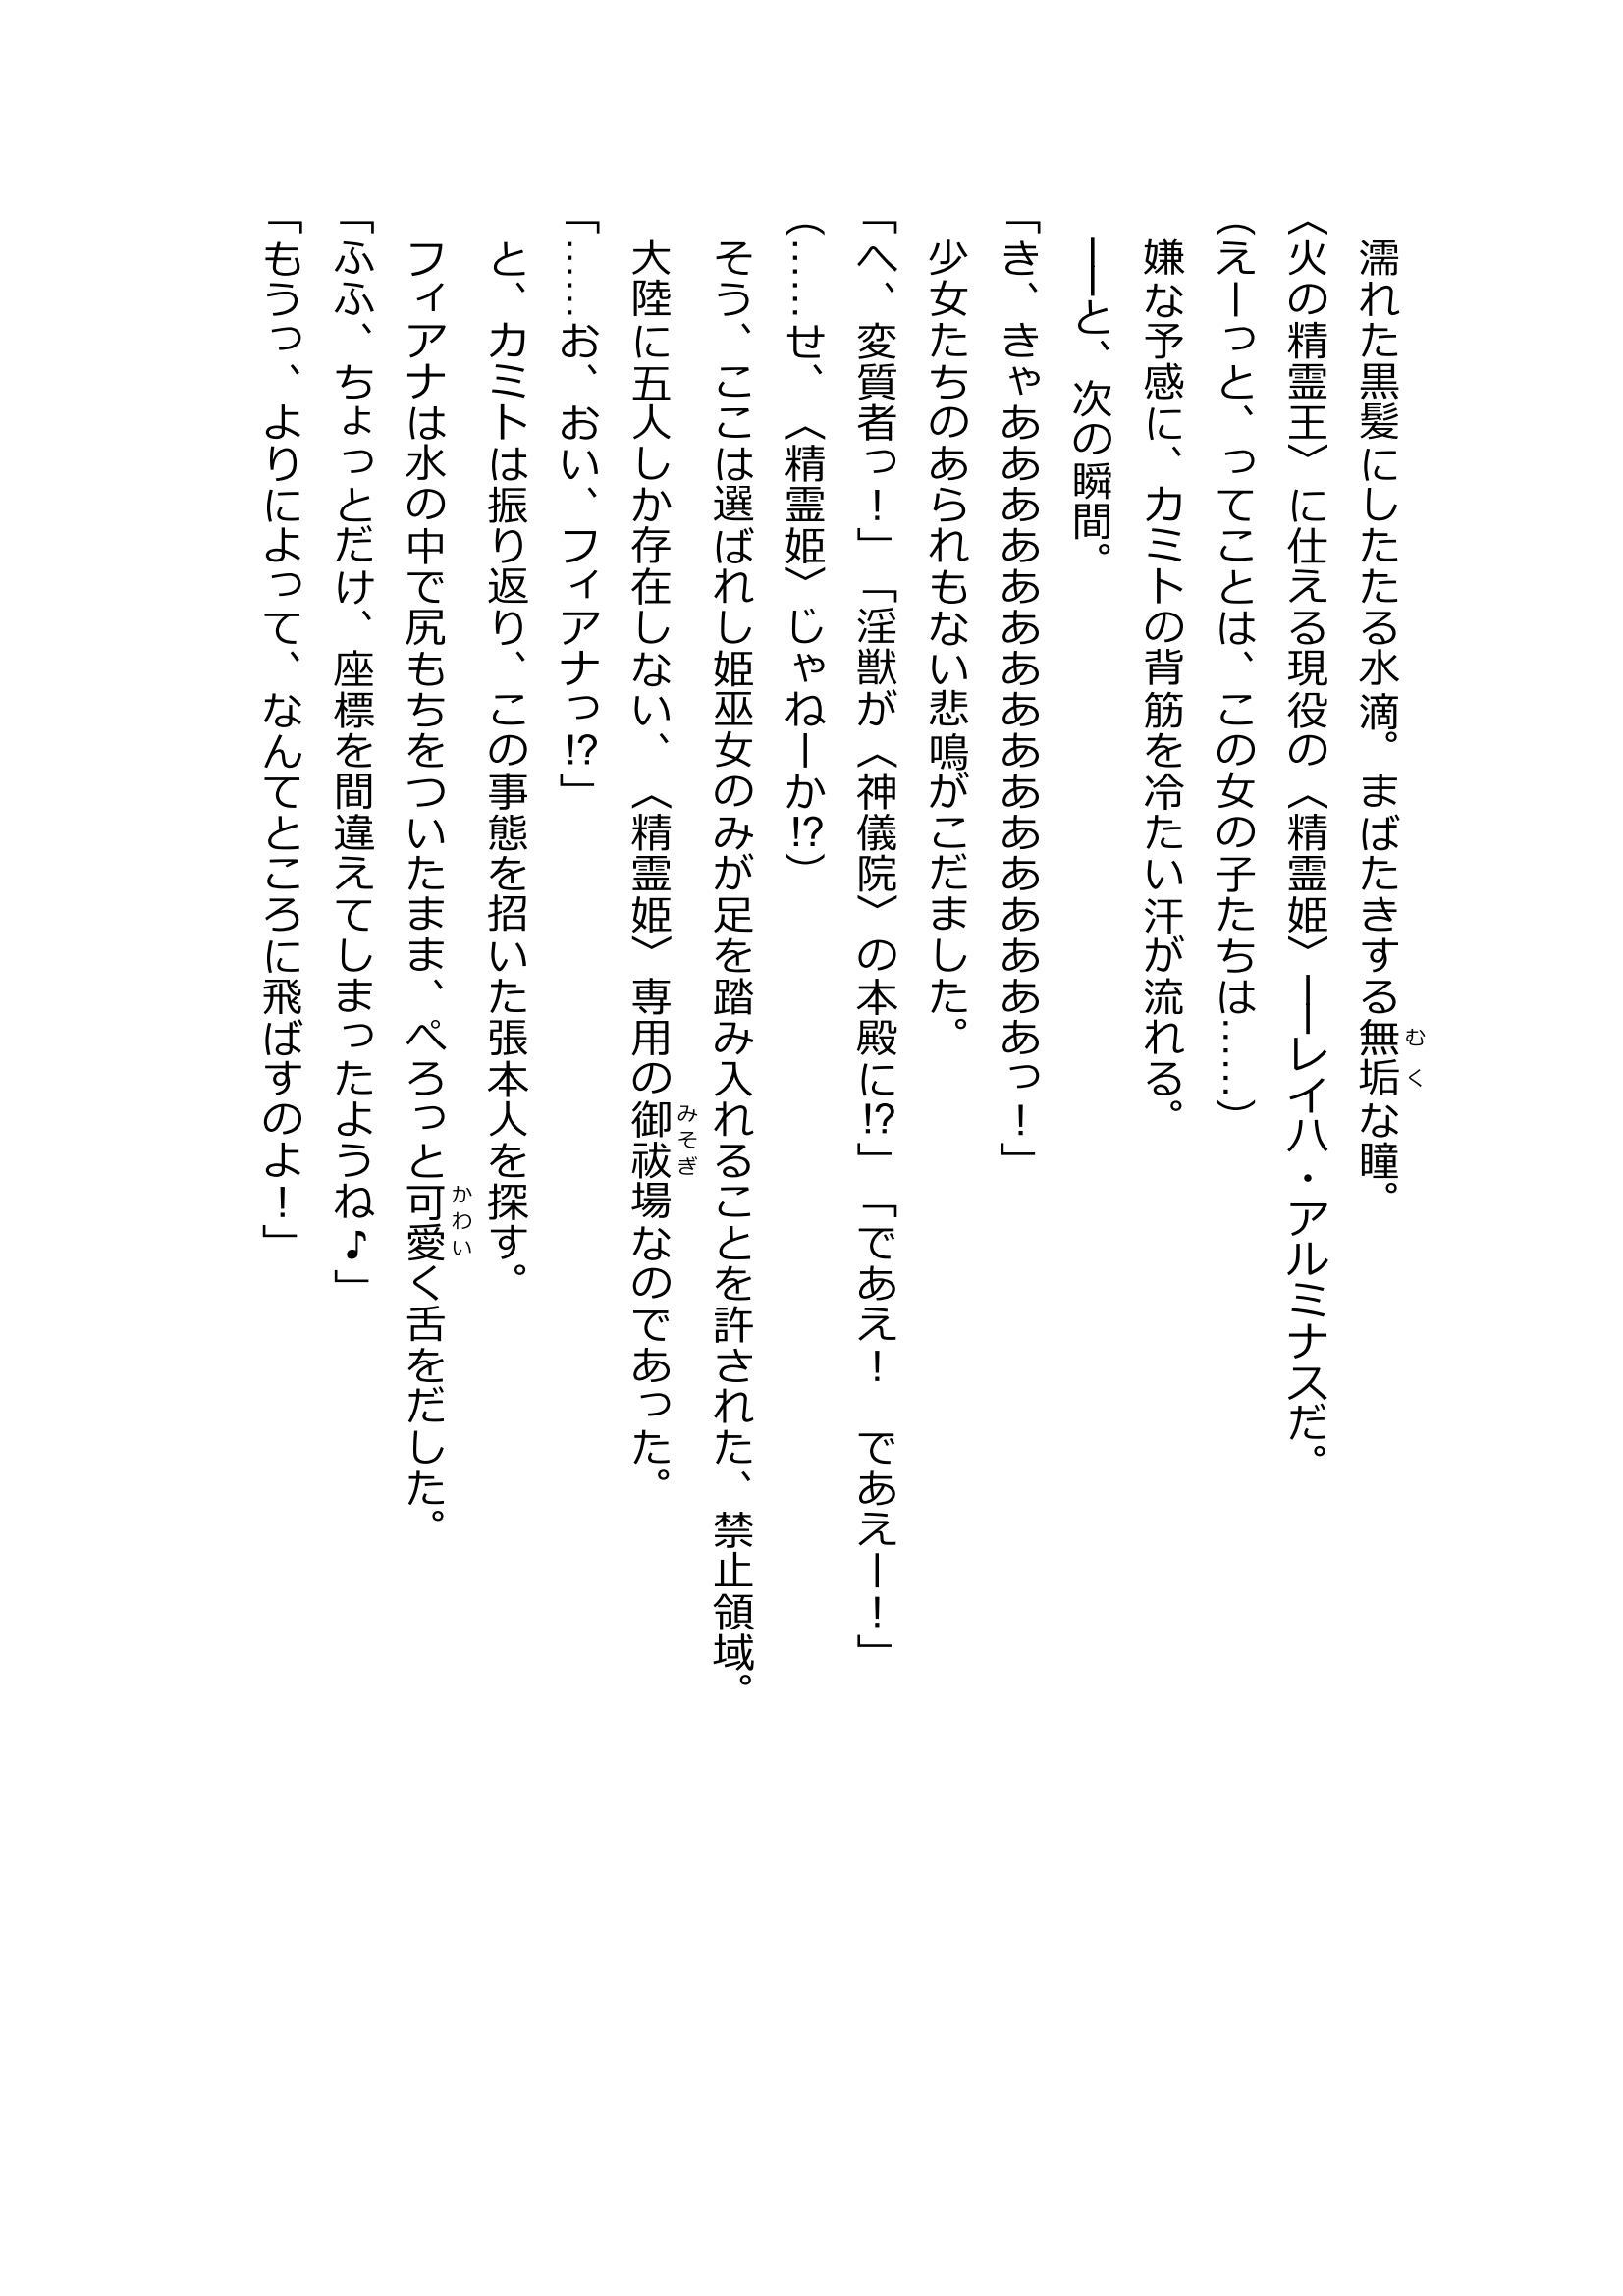 濡れた黒髪にしたたる水滴。まばたきする無垢な瞳。
〈火の精霊王〉に仕える現役の〈精霊姫〉――レイハ・アルミナスだ。
（えーっと、ってことは、この女の子たちは……）
　嫌な予感に、カミトの背筋を冷たい汗が流れる。
　――と、次の瞬間。
「き、きゃああああああああああああああああっ！」
　少女たちのあられもない悲鳴がこだました。
「へ、変質者っ！」「淫獣が〈神儀院〉の本殿に⁉」「であえ！　であえー！」
（……せ、〈精霊姫〉じゃねーか⁉）
　そう、ここは選ばれし姫巫女のみが足を踏み入れることを許された、禁止領域。
　大陸に五人しか存在しない、〈精霊姫〉専用の御祓場なのであった。
「……お、おい、フィアナっ⁉」
　と、カミトは振り返り、この事態を招いた張本人を探す。
　フィアナは水の中で尻もちをついたまま、ぺろっと可愛く舌をだした。
「ふふ、ちょっとだけ、座標を間違えてしまったようね♪」
「もうっ、よりによって、なんてところに飛ばすのよ！」